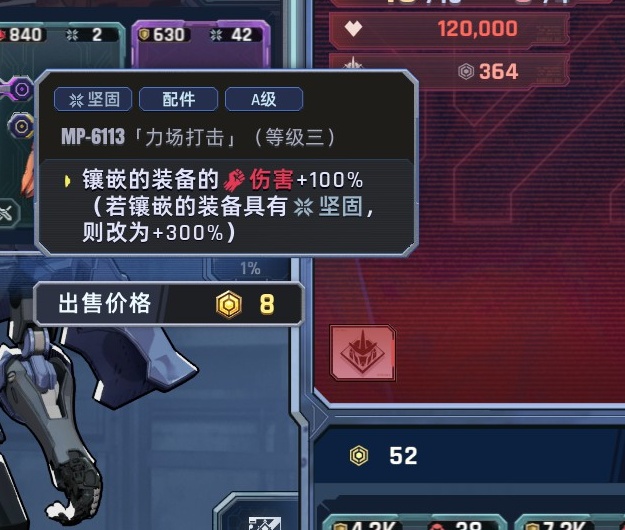 840 2 630 42
120,000
364
坚固 配件 A级
MP-6113「力场打击」（等级三）
镶嵌的装备的伤害+100%
（若镶嵌的装备具有坚固，
则改为+300%）
1%
出售价格 8
52